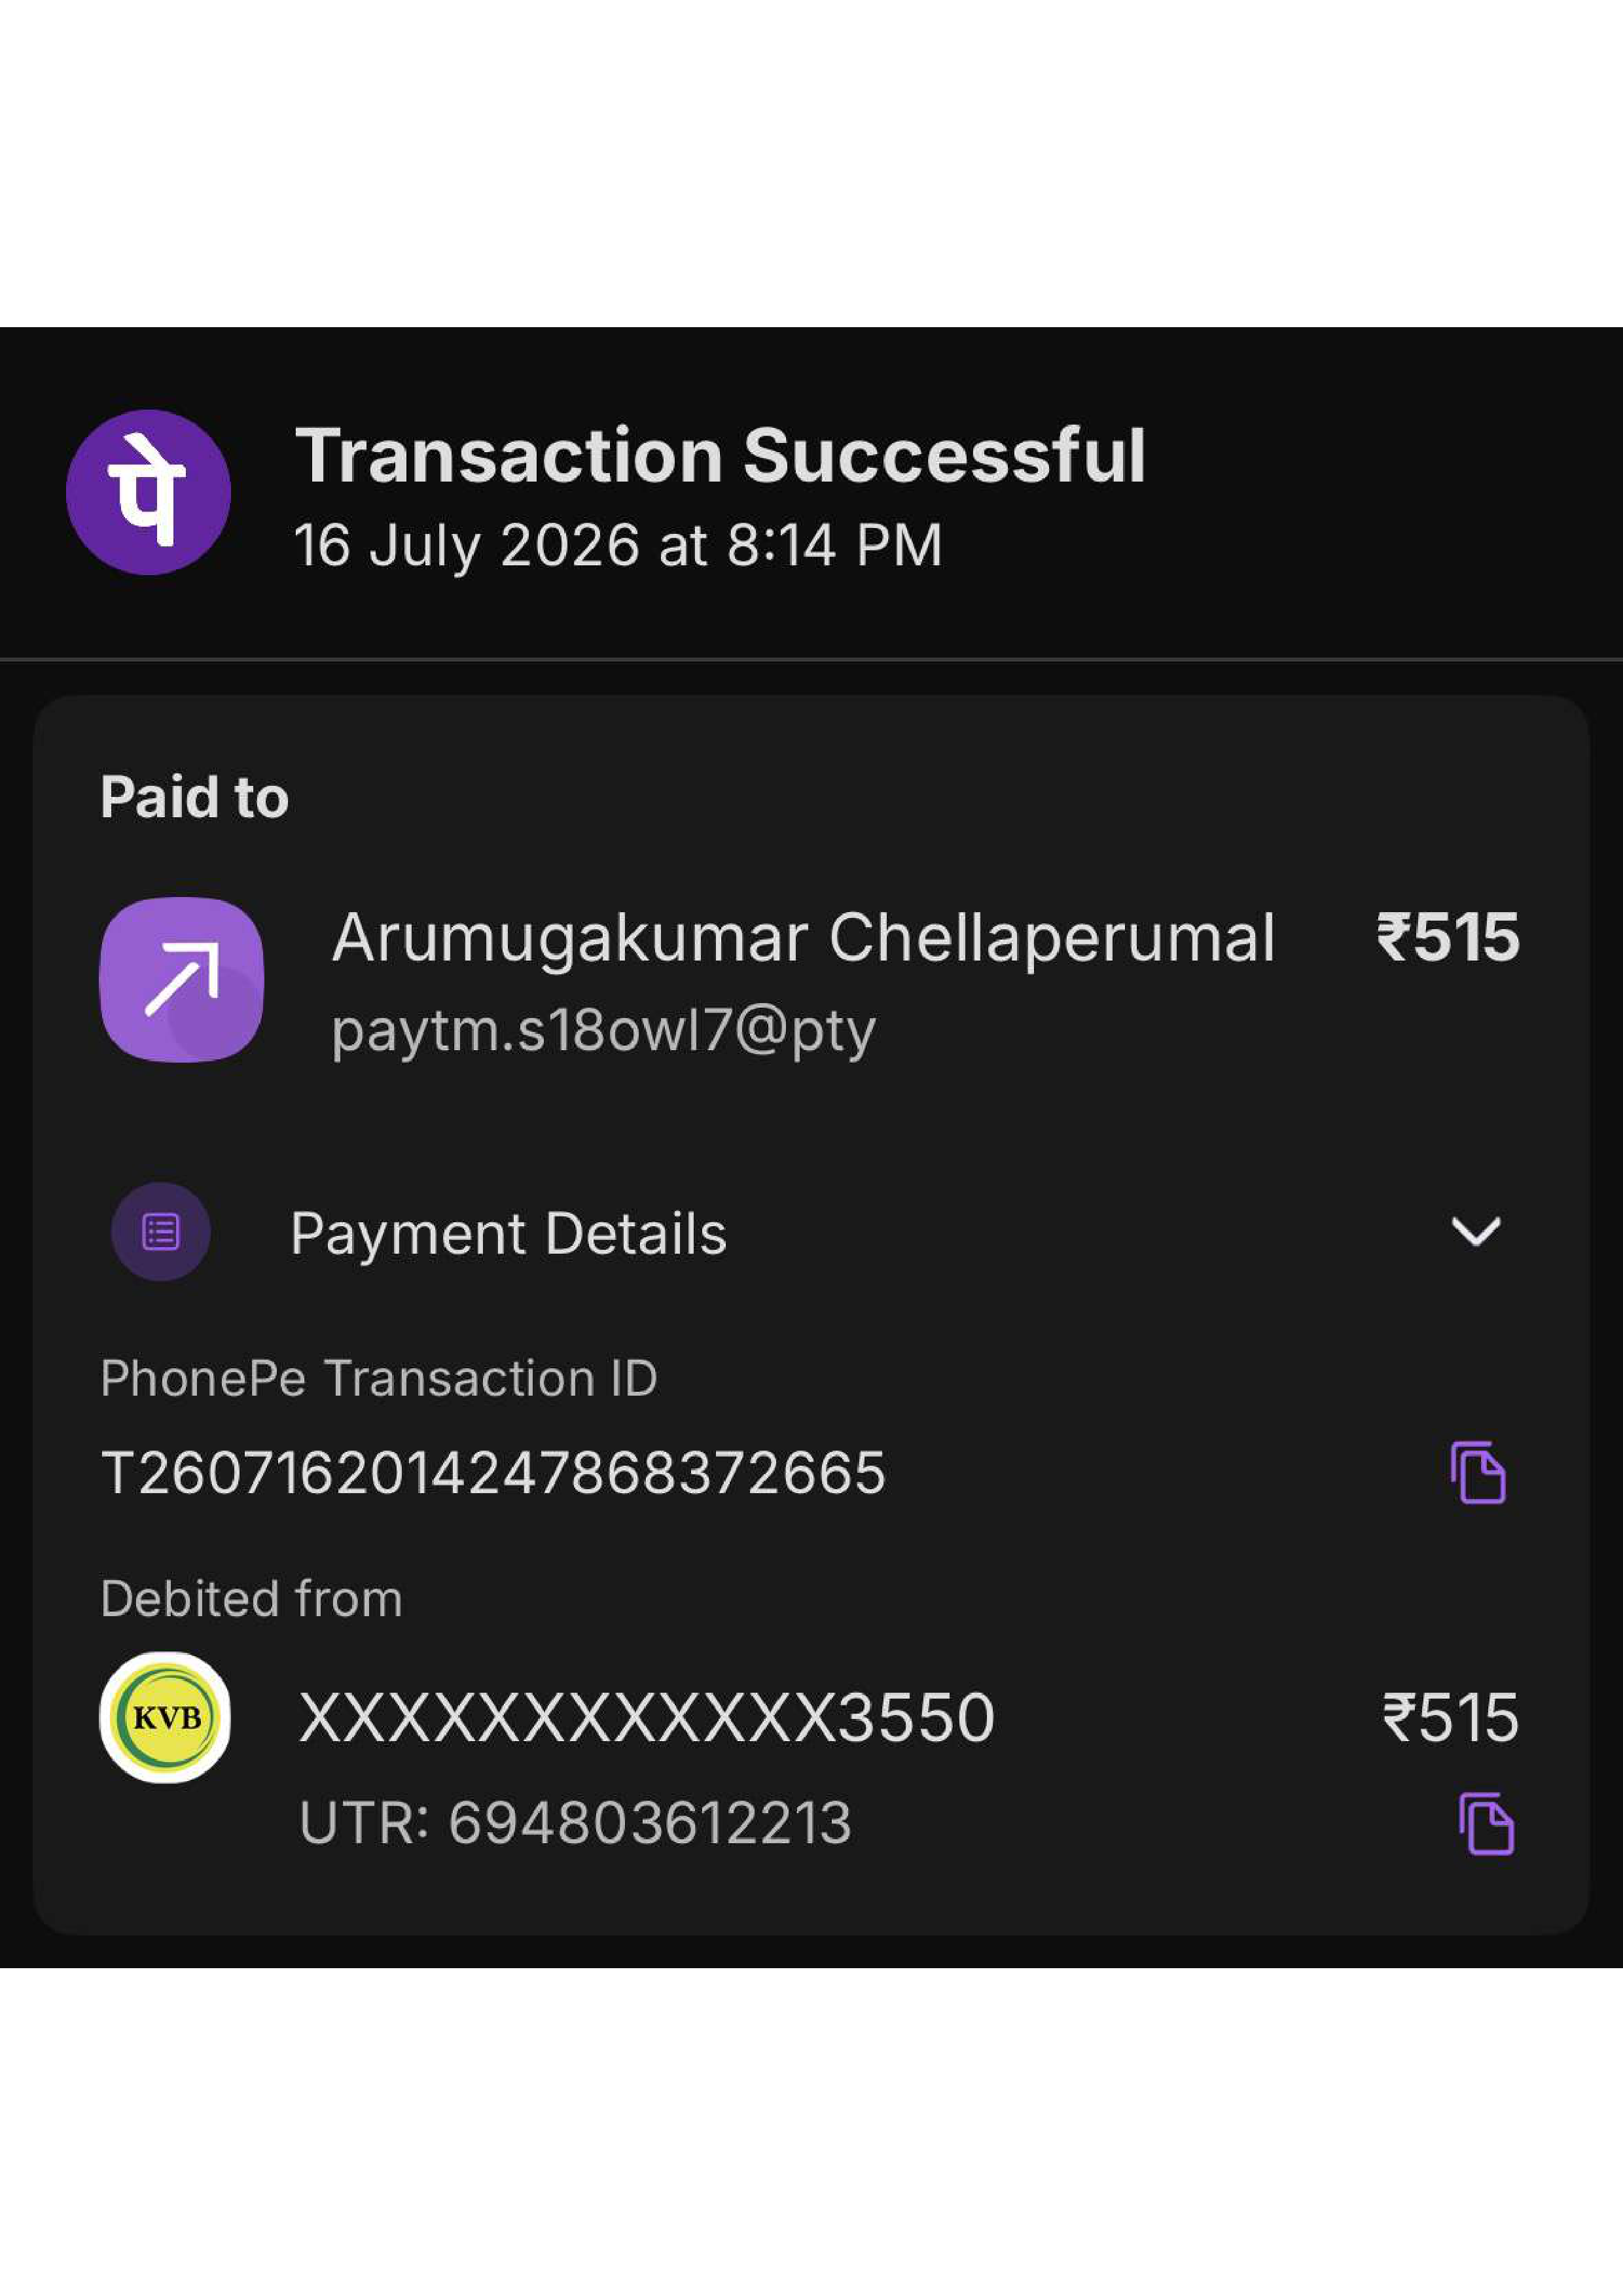 पे
Transaction Successful
16 July 2026 at 8:14 PM
Paid to
Arumugakumar Chellaperumal ₹515
paytm.s18owl7@pty
Payment Details
PhonePe Transaction ID
T2607162014247868372665
Debited from
KVB XXXXXXXXXXXX3550 ₹515
UTR: 694803612213